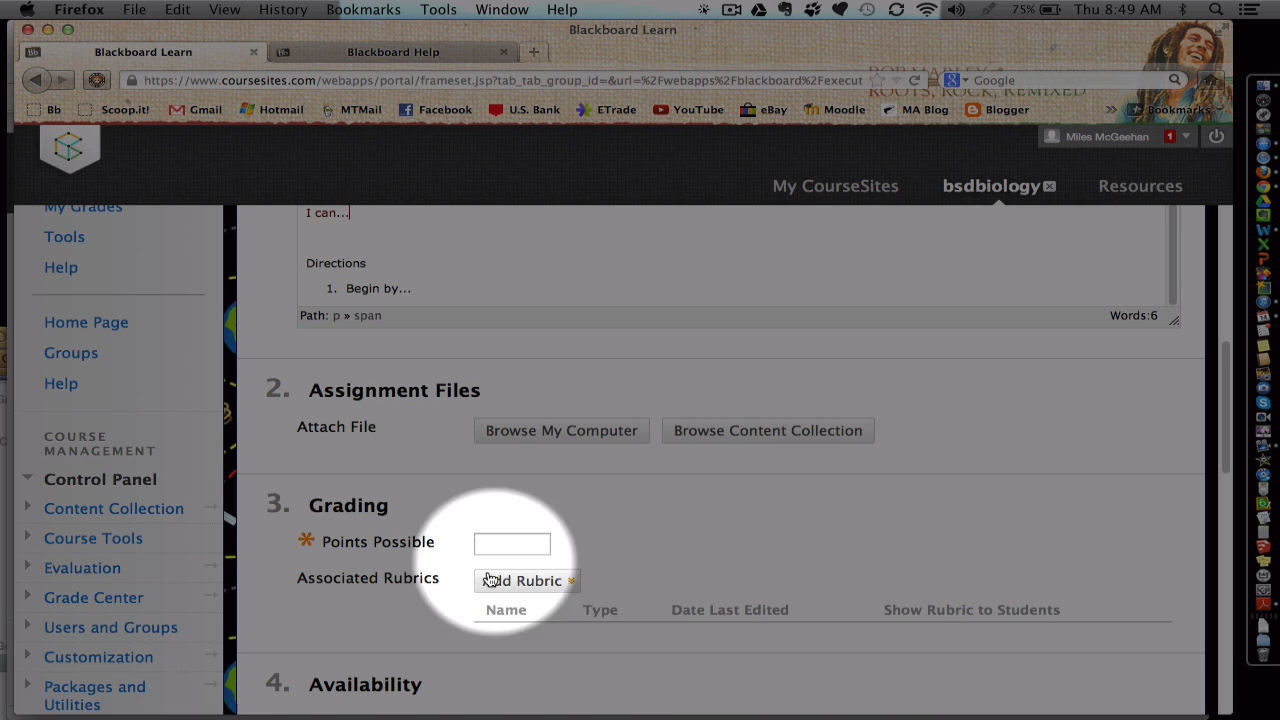 Firefox File Edit View History Bookmarks Tools Window Help 75% Thu 8:49 AM
Blackboard Learn
Bb Blackboard Learn × Bb Blackboard Help × +
https://www.coursesites.com/webapps/portal/frameset.jsp?tab_tab_group_id=&url=%2Fwebapps%2Fblackboard%2Fexecut Google
ROOTS, ROCK, REMIXED
Bb Scoop.it! Gmail Hotmail MTMail Facebook U.S. Bank ETrade YouTube eBay Moodle MA Blog Blogger » Bookmarks
Miles McGeehan 1
My CourseSites bsdbiology Resources
My Grades
Tools
Help
Home Page
Groups
Help
COURSE
MANAGEMENT
Control Panel
Content Collection
Course Tools
Evaluation
Grade Center
Users and Groups
Customization
Packages and
Utilities
I can...
Directions
1. Begin by...
Path: p » span Words:6
2. Assignment Files
Attach File Browse My Computer Browse Content Collection
3. Grading
Points Possible
Associated Rubrics Add Rubric
Name Type Date Last Edited Show Rubric to Students
4. Availability